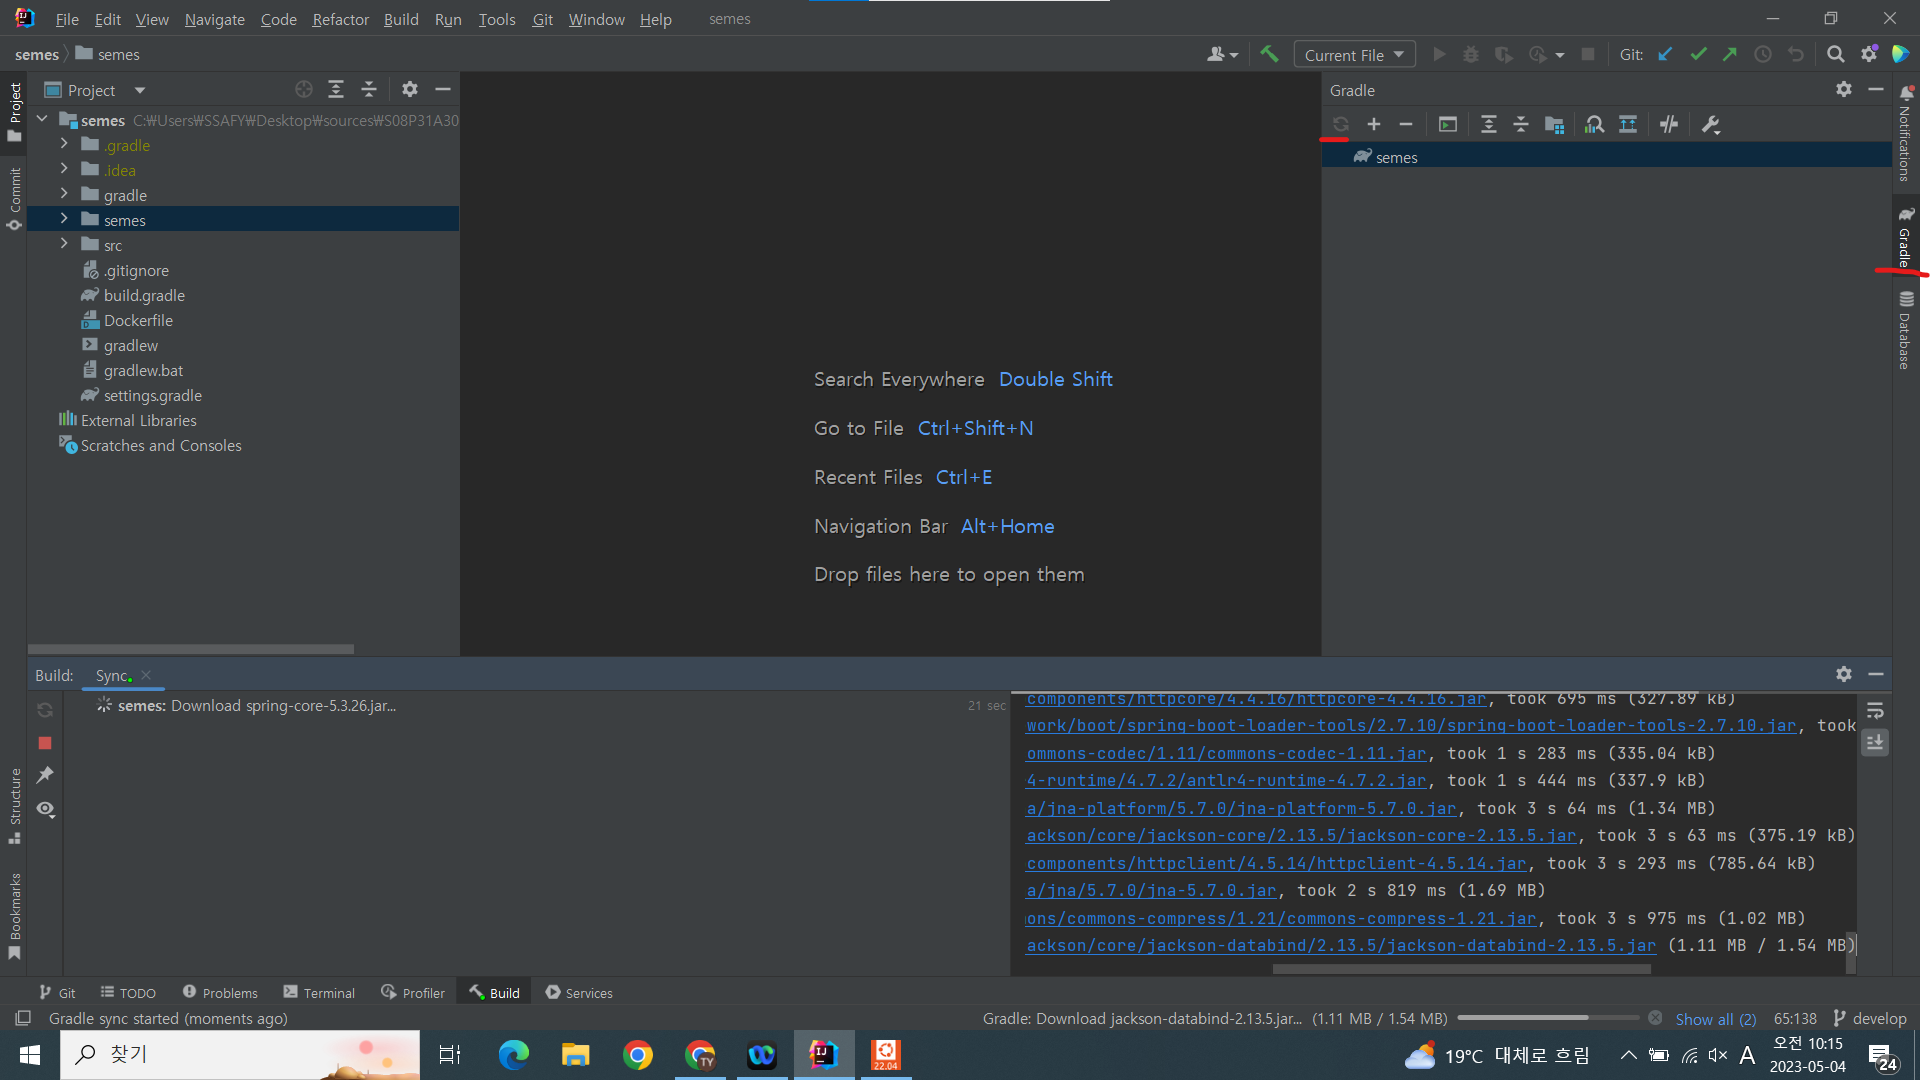 File Edit View Navigate Code Refactor Build Run Tools Git Window Help semes
semes semes
Current File
Git:
Project
Gradle
semes C:₩Users₩SSAFY₩Desktop₩sources₩S08P31A30
.gradle
.idea
gradle
semes
src
.gitignore
build.gradle
Dockerfile
gradlew
gradlew.bat
settings.gradle
External Libraries
Scratches and Consoles
Project
Commit
Structure
Bookmarks
Search Everywhere Double Shift
Go to File Ctrl+Shift+N
Recent Files Ctrl+E
Navigation Bar Alt+Home
Drop files here to open them
semes
Notifications
Gradle
Database
Build: Sync
semes: Download spring-core-5.3.26.jar... 21 sec
components/httpcore/4.4.16/httpcore-4.4.16.jar, took 695 ms (327.89 kB)
work/boot/spring-boot-loader-tools/2.7.10/spring-boot-loader-tools-2.7.10.jar, took
ommons-codec/1.11/commons-codec-1.11.jar, took 1 s 283 ms (335.04 kB)
4-runtime/4.7.2/antlr4-runtime-4.7.2.jar, took 1 s 444 ms (337.9 kB)
a/jna-platform/5.7.0/jna-platform-5.7.0.jar, took 3 s 64 ms (1.34 MB)
ackson/core/jackson-core/2.13.5/jackson-core-2.13.5.jar, took 3 s 63 ms (375.19 kB)
components/httpclient/4.5.14/httpclient-4.5.14.jar, took 3 s 293 ms (785.64 kB)
a/jna/5.7.0/jna-5.7.0.jar, took 2 s 819 ms (1.69 MB)
ons/commons-compress/1.21/commons-compress-1.21.jar, took 3 s 975 ms (1.02 MB)
ackson/core/jackson-databind/2.13.5/jackson-databind-2.13.5.jar (1.11 MB / 1.54 MB)
Git TODO Problems Terminal Profiler Build Services
Gradle sync started (moments ago)
Gradle: Download jackson-databind-2.13.5.jar... (1.11 MB / 1.54 MB) Show all (2) 65:138 develop
찾기
TY
IJ
22.04
19°C 대체로 흐림
A
오전 10:15
2023-05-04
24